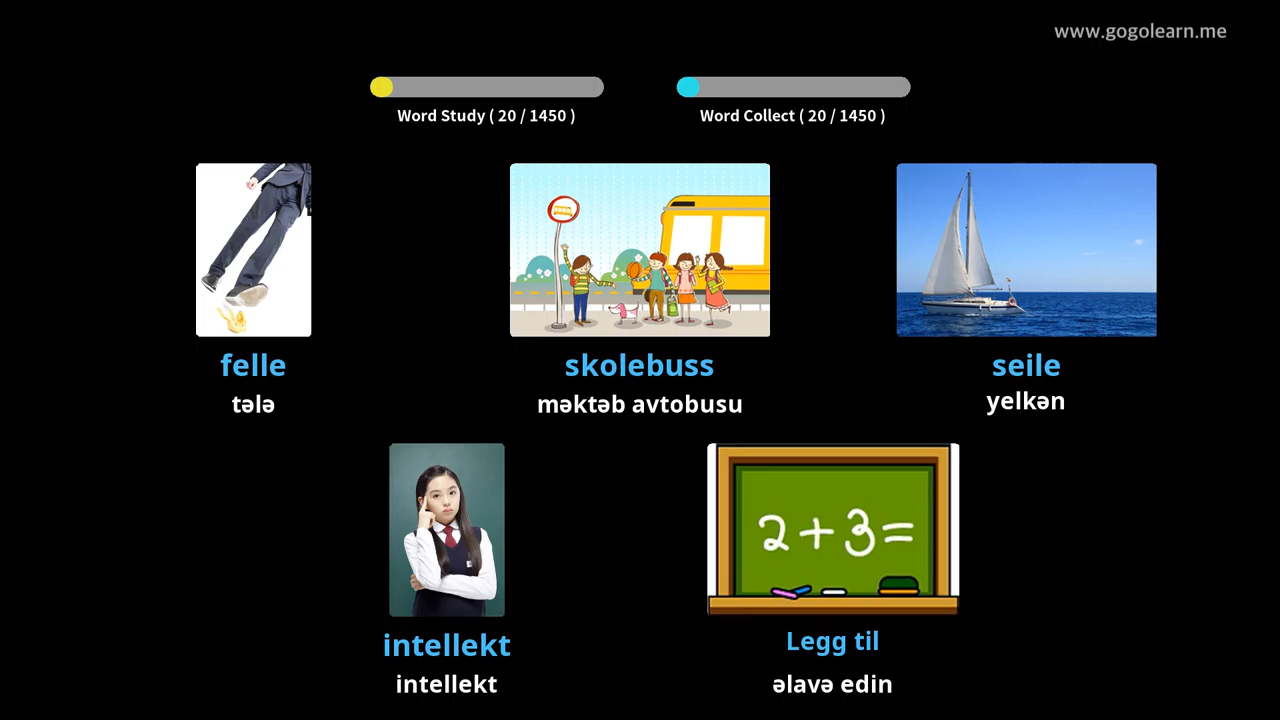 www.gogolearn.me
Word Study ( 20 / 1450 )
Word Collect ( 20 / 1450 )
felle
tələ
skolebuss
məktəb avtobusu
seile
yelkən
2+3=
intellekt
intellekt
Legg til
əlavə edin